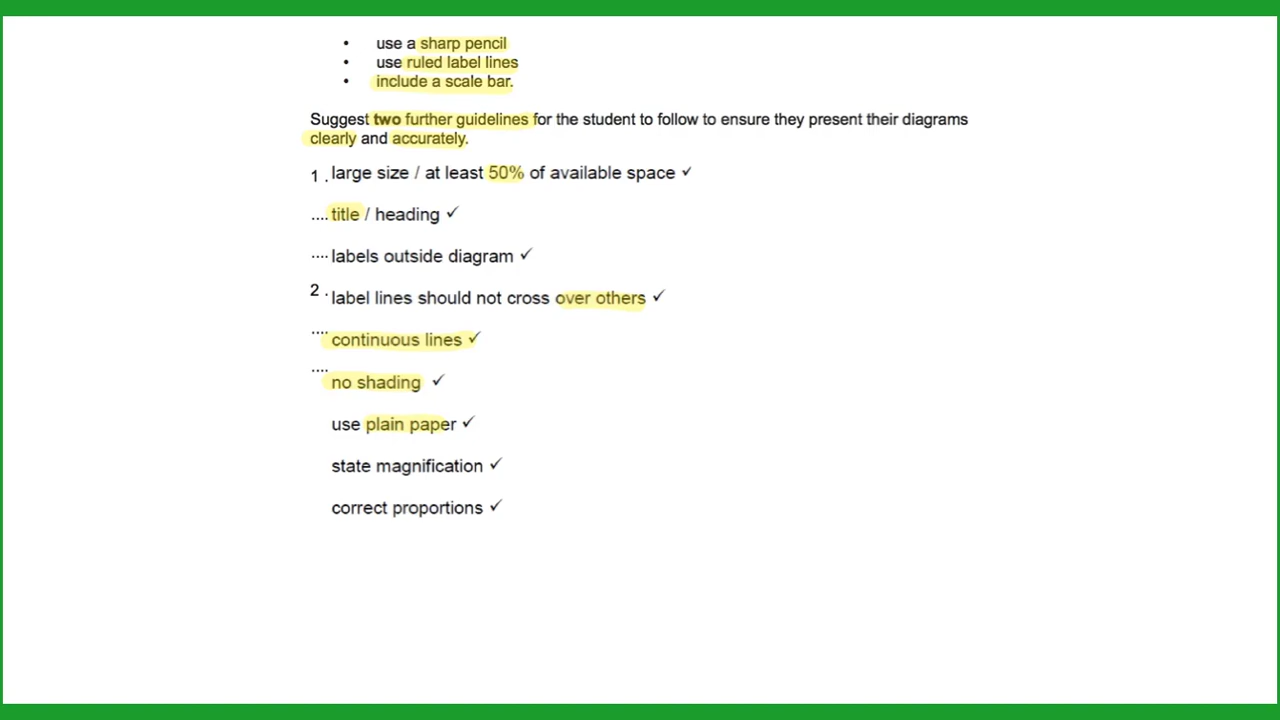 • use a sharp pencil
• use ruled label lines
• include a scale bar.
Suggest two further guidelines for the student to follow to ensure they present their diagrams
clearly and accurately.
1 . large size / at least 50% of available space ✓
.... title / heading ✓
.... labels outside diagram ✓
2 . label lines should not cross over others ✓
.... continuous lines ✓
.... no shading ✓
use plain paper ✓
state magnification ✓
correct proportions ✓